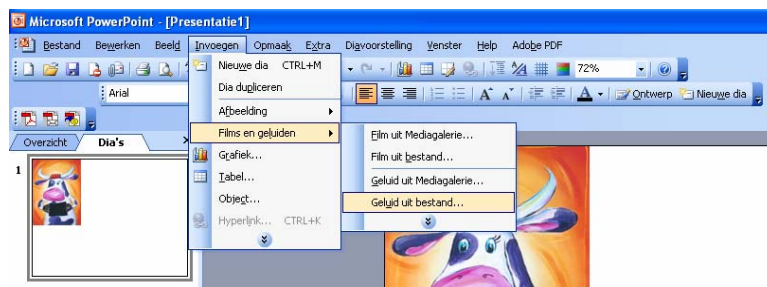 Microsoft PowerPoint - [Presentatie1]
Bestand Bewerken Beeld Invoegen Opmaak Extra Diavoorstelling Venster Help Adobe PDF
72%
Arial
Ontwerp Nieuwe dia
Overzicht Dia's
1
Nieuwe dia CTRL+M
Dia dupliceren
Afbeelding
Films en geluiden
Grafiek...
Tabel...
Object...
Hyperlink... CTRL+K
Film uit Mediagalerie...
Film uit bestand...
Geluid uit Mediagalerie...
Geluid uit bestand...